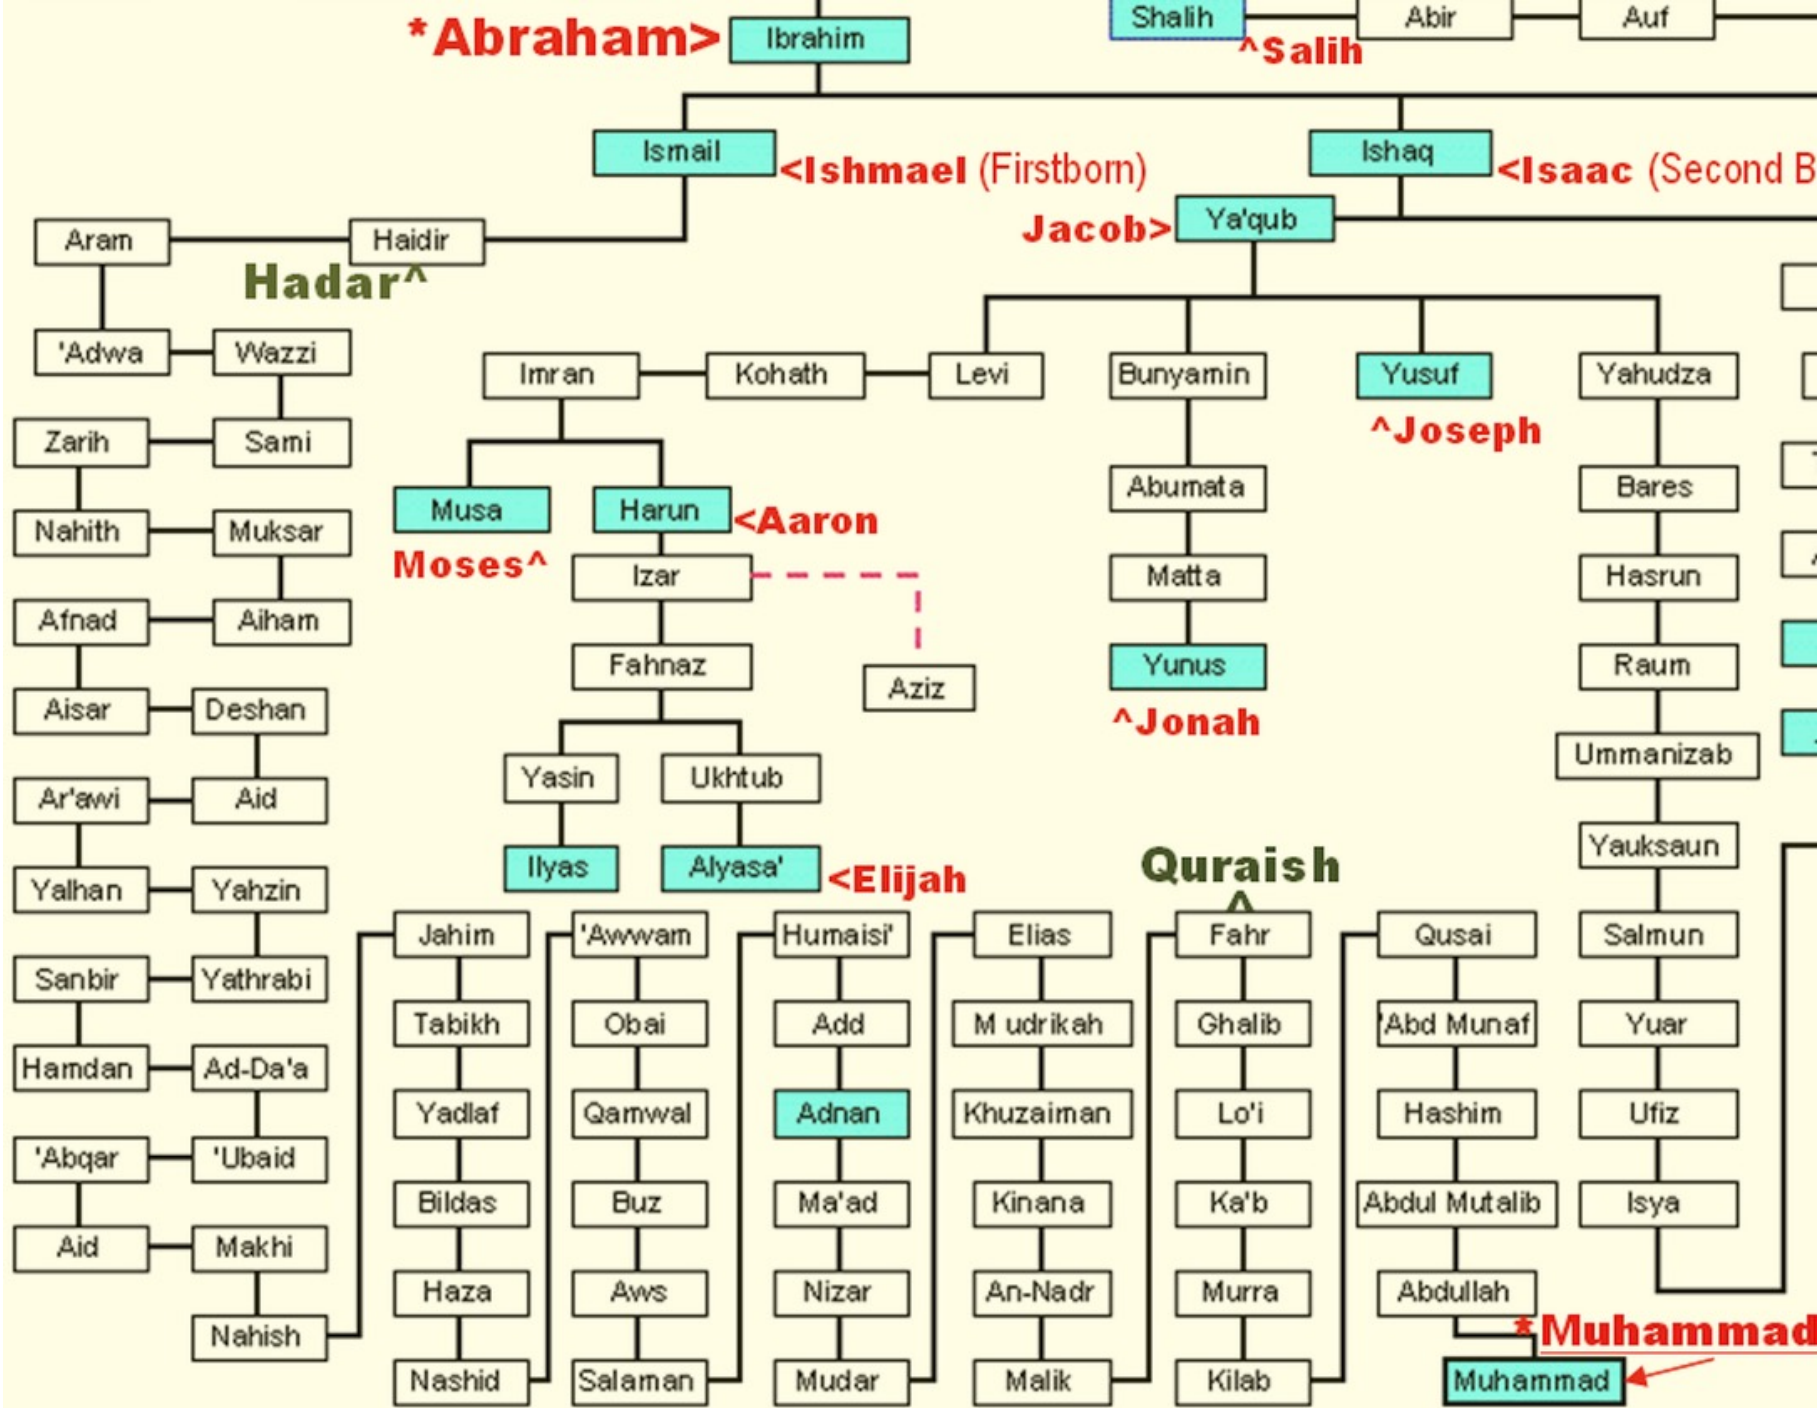 *Abraham>
Ibrahim
Shalih
Abir
Auf
^Salih
Ismail
<Ishmael (Firstborn)
Ishaq
<Isaac (Second B
Jacob>
Ya'qub
Aram
Haidir
Hadar^
'Adwa
Wazzi
Imran
Kohath
Levi
Bunyamin
Yusuf
Yahudza
^Joseph
Zarih
Sami
Musa
Harun
<Aaron
Abumata
Bares
Nahith
Muksar
Moses^
Izar
Matta
Hasrun
Afnad
Aiham
Fahnaz
Aziz
Yunus
Raum
^Jonah
Aisar
Deshan
Yasin
Ukhtub
Ummanizab
Ar'awi
Aid
Ilyas
Alyasa'
<Elijah
Quraish
^
Yauksaun
Yalhan
Yahzin
Jahim
'Awwam
Humaisi'
Elias
Fahr
Qusai
Salmun
Sanbir
Yathrabi
Tabikh
Obai
Add
M udrikah
Ghalib
'Abd Munaf
Yuar
Hamdan
Ad-Da'a
Yadlaf
Qamwal
Adnan
Khuzaiman
Lo'i
Hashim
Ufiz
'Abqar
'Ubaid
Bildas
Buz
Ma'ad
Kinana
Ka'b
Abdul Mutalib
Isya
Aid
Makhi
Haza
Aws
Nizar
An-Nadr
Murra
Abdullah
Nahish
*Muhammad
Nashid
Salaman
Mudar
Malik
Kilab
Muhammad